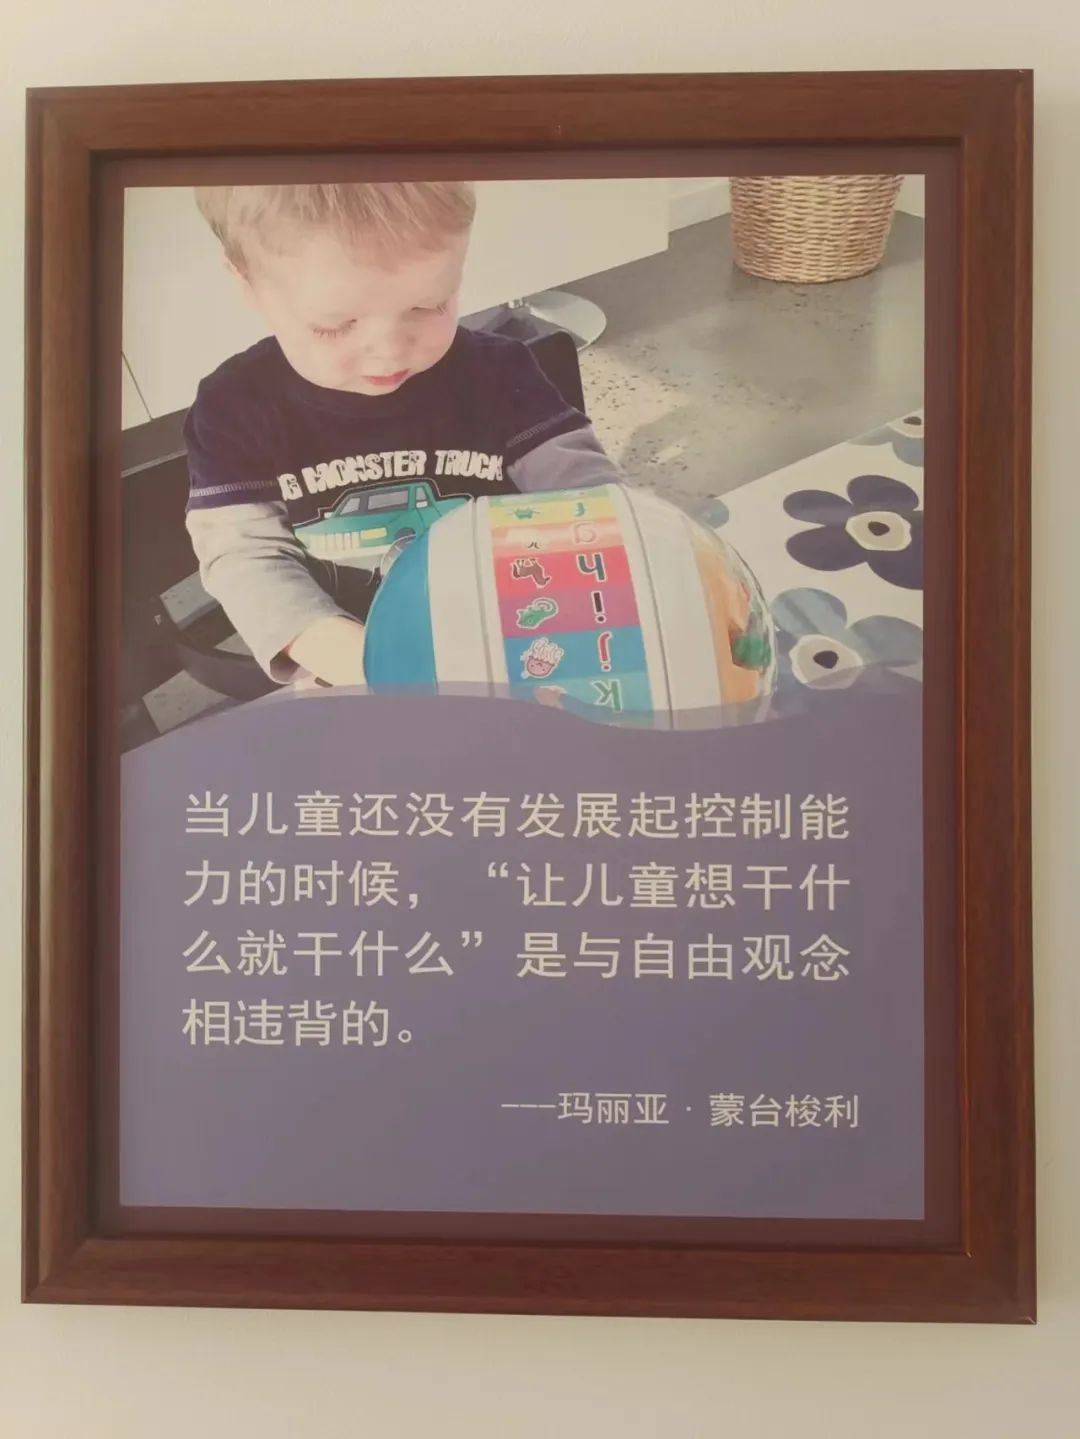 G MONSTER TRUCK
f
g
h
i
j
k
当儿童还没有发展起控制能
力的时候，“让儿童想干什
么就干什么”是与自由观念
相违背的。
---玛丽亚·蒙台梭利